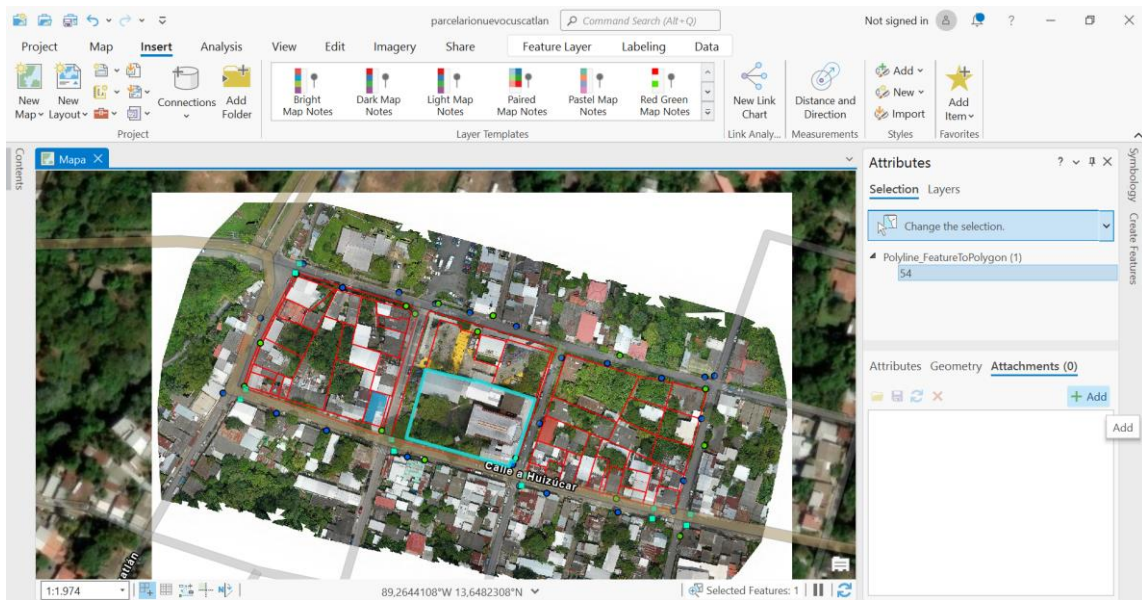 parcelarionuevocuscatlan
Command Search (Alt+Q)
Not signed in
?
Project Map Insert Analysis View Edit Imagery Share Feature Layer Labeling Data
New Map
New Layout
Connections
Add Folder
Project
Bright Map Notes
Dark Map Notes
Light Map Notes
Paired Map Notes
Pastel Map Notes
Red Green Map Notes
Layer Templates
New Link Chart
Link Analy...
Distance and Direction
Measurements
Add
New
Import
Styles
Add Item
Favorites
Contents
Mapa
Calle a Huizúcar
atlán
1:1.974
89,2644108°W 13,6482308°N
Selected Features: 1
Attributes
?
Selection Layers
Change the selection.
Polyline_FeatureToPolygon (1)
54
Attributes Geometry Attachments (0)
Add
Add
Symbology
Create Features